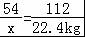 54/x = 112/22.4kg